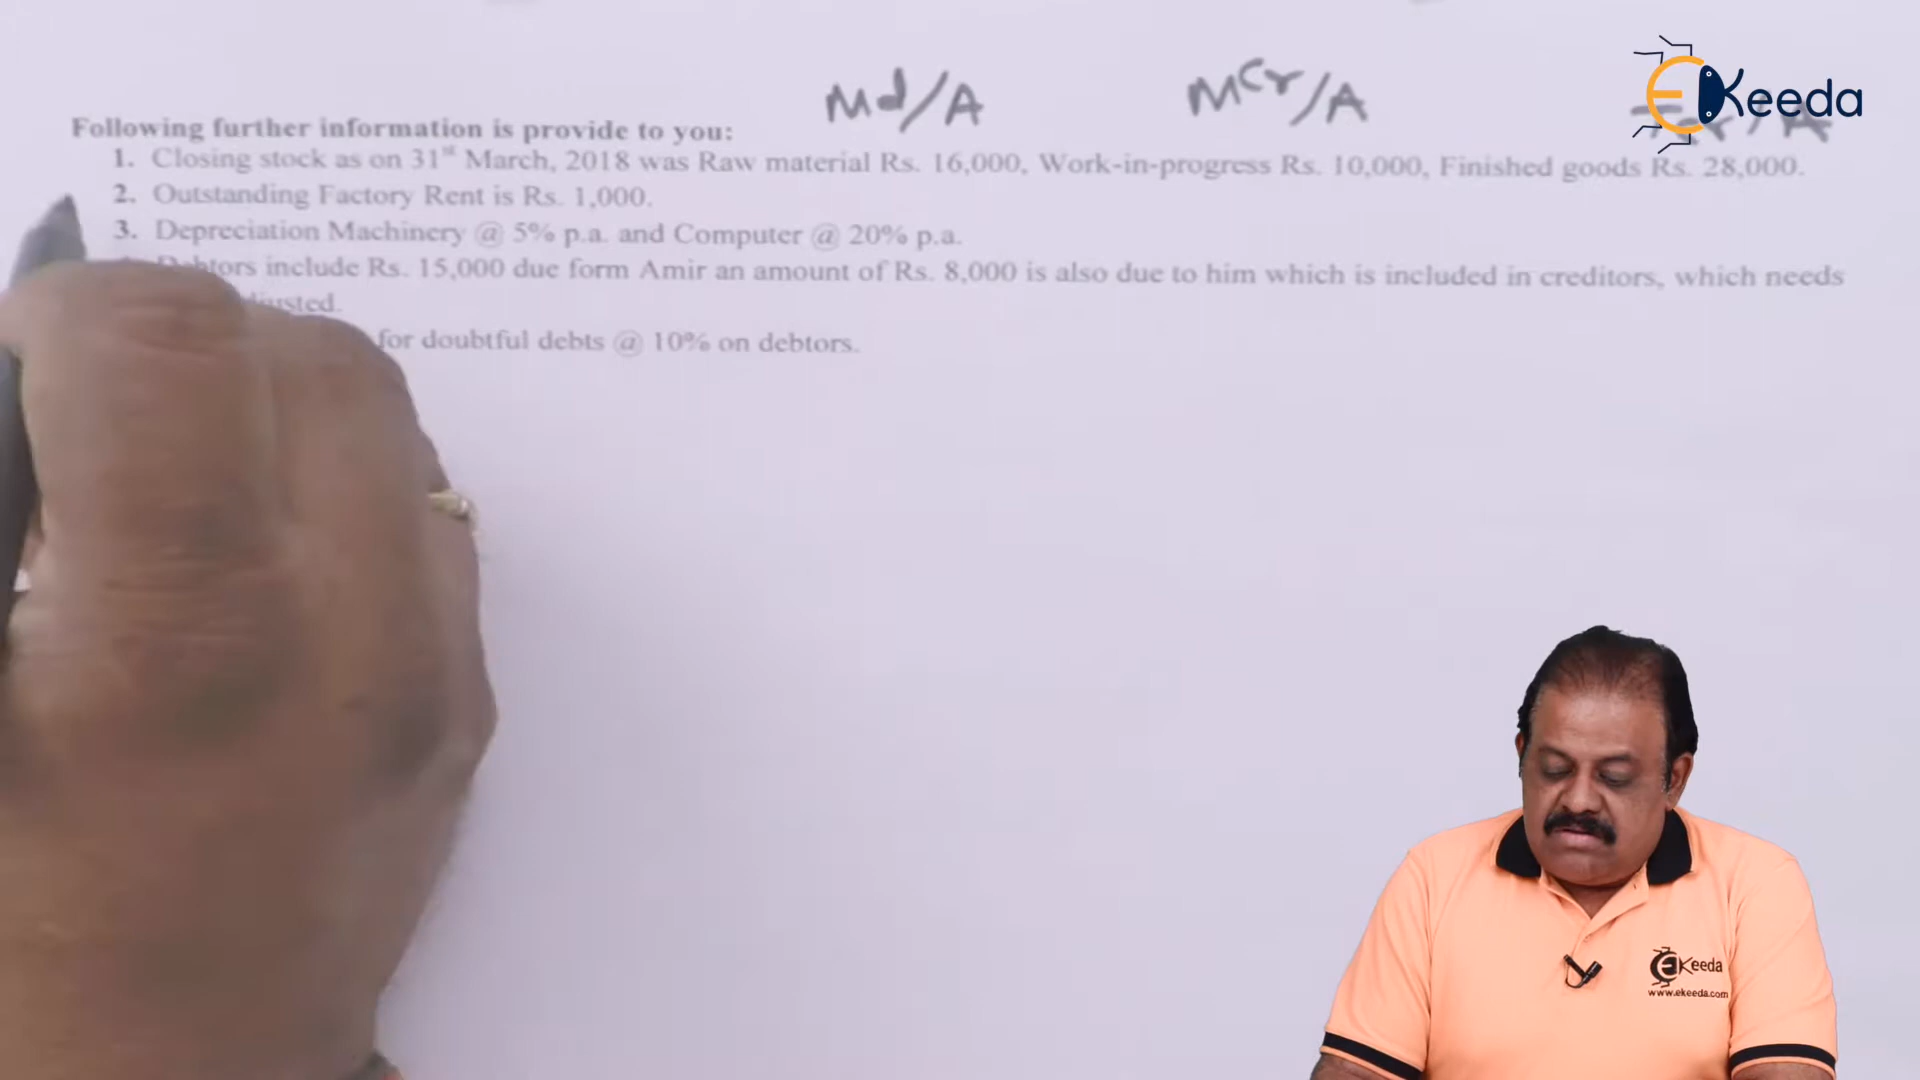 Md/A MCr/A
EKeeda
Following further information is provide to you:
1. Closing stock as on 31st March, 2018 was Raw material Rs. 16,000, Work-in-progress Rs. 10,000, Finished goods Rs. 28,000.
2. Outstanding Factory Rent is Rs. 1,000.
3. Depreciation Machinery @ 5% p.a. and Computer @ 20% p.a.
Debtors include Rs. 15,000 due form Amir an amount of Rs. 8,000 is also due to him which is included in creditors, which needs
for doubtful debts @ 10% on debtors.
EKeeda
www.ekeeda.com